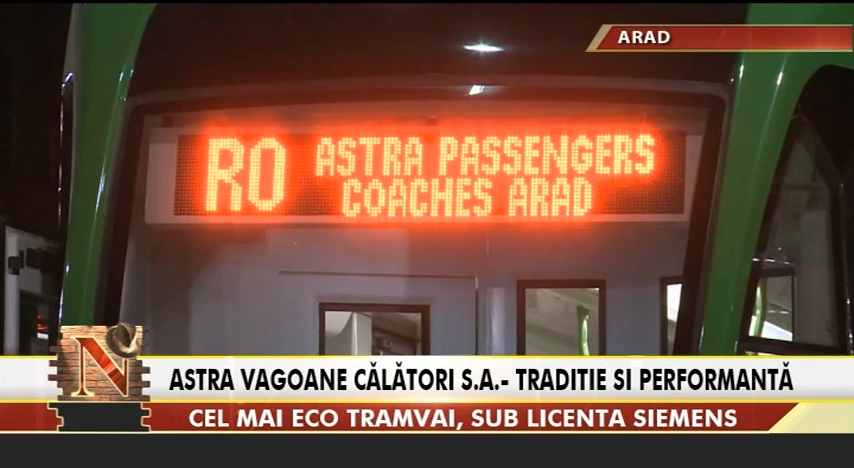 ARAD
RO ASTRA PASSENGERS
COACHES ARAD
N
ASTRA VAGOANE CĂLĂTORI S.A.- TRADITIE SI PERFORMANTĂ
CEL MAI ECO TRAMVAI, SUB LICENTA SIEMENS